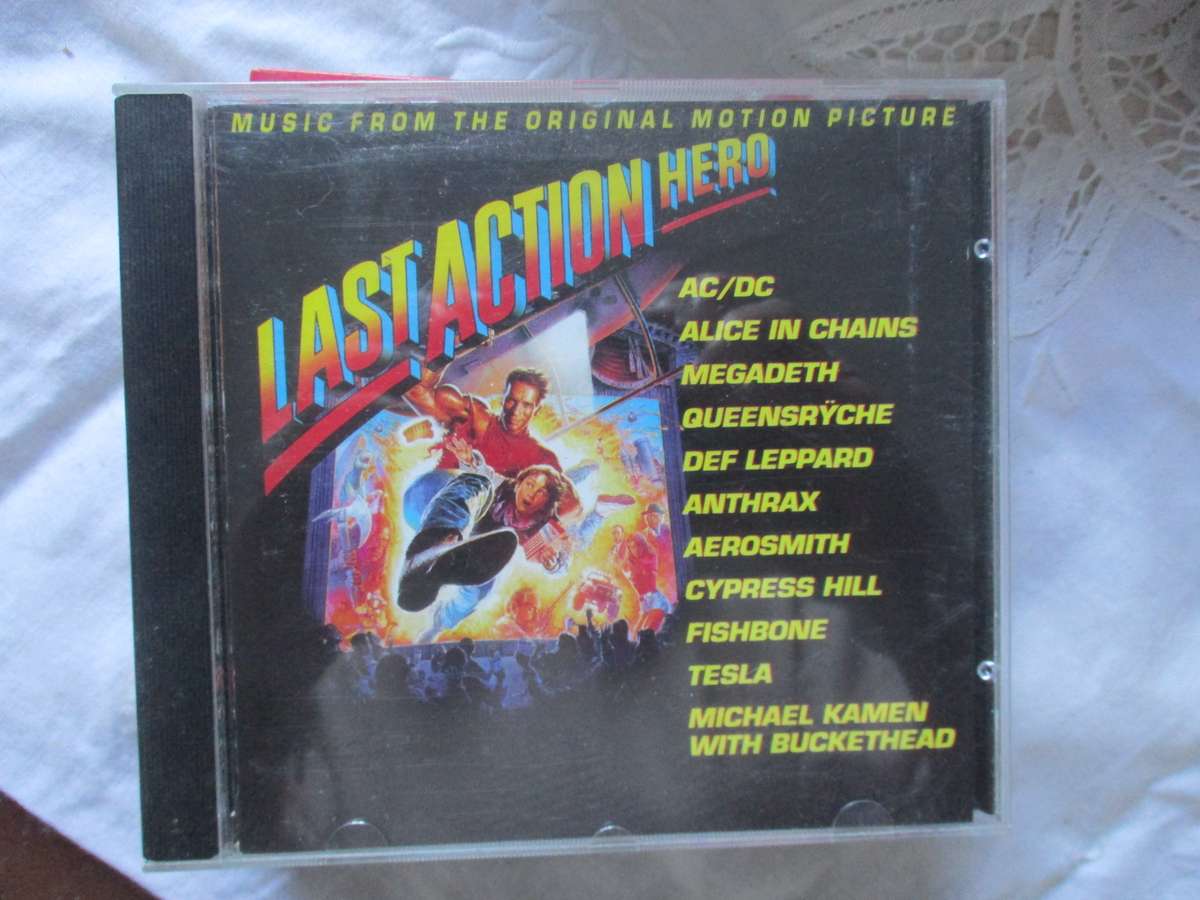 MUSIC FROM THE ORIGINAL MOTION PICTURE
LAST ACTION HERO
AC/DC
ALICE IN CHAINS
MEGADETH
QUEENSRŸCHE
DEF LEPPARD
ANTHRAX
AEROSMITH
CYPRESS HILL
FISHBONE
TESLA
MICHAEL KAMEN
WITH BUCKETHEAD